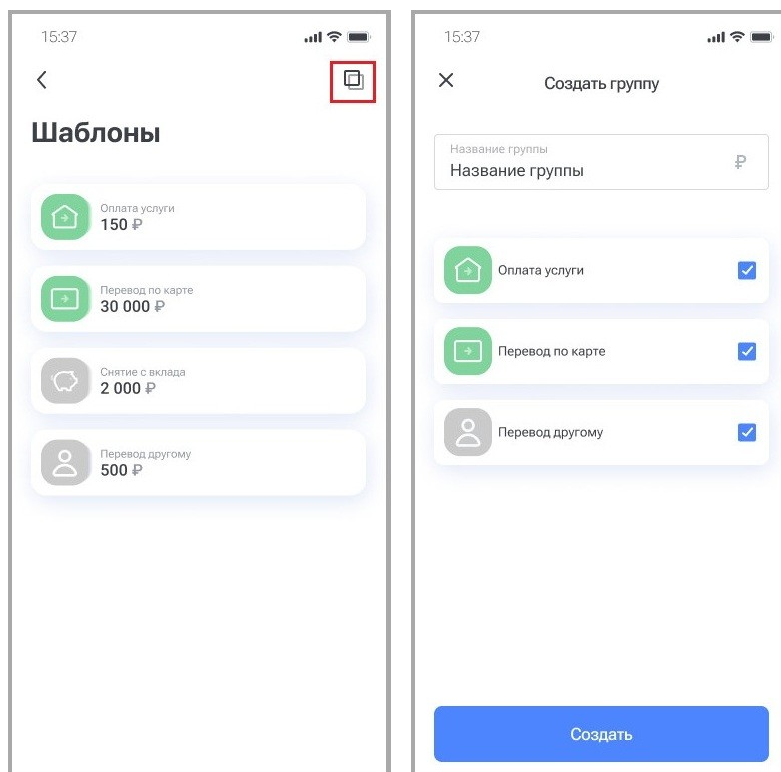 15:37
Шаблоны
Оплата услуги
150 ₽
Перевод по карте
30 000 ₽
Снятие с вклада
2 000 ₽
Перевод другому
500 ₽
15:37
Создать группу
Название группы
Название группы
₽
Оплата услуги
Перевод по карте
Перевод другому
Создать